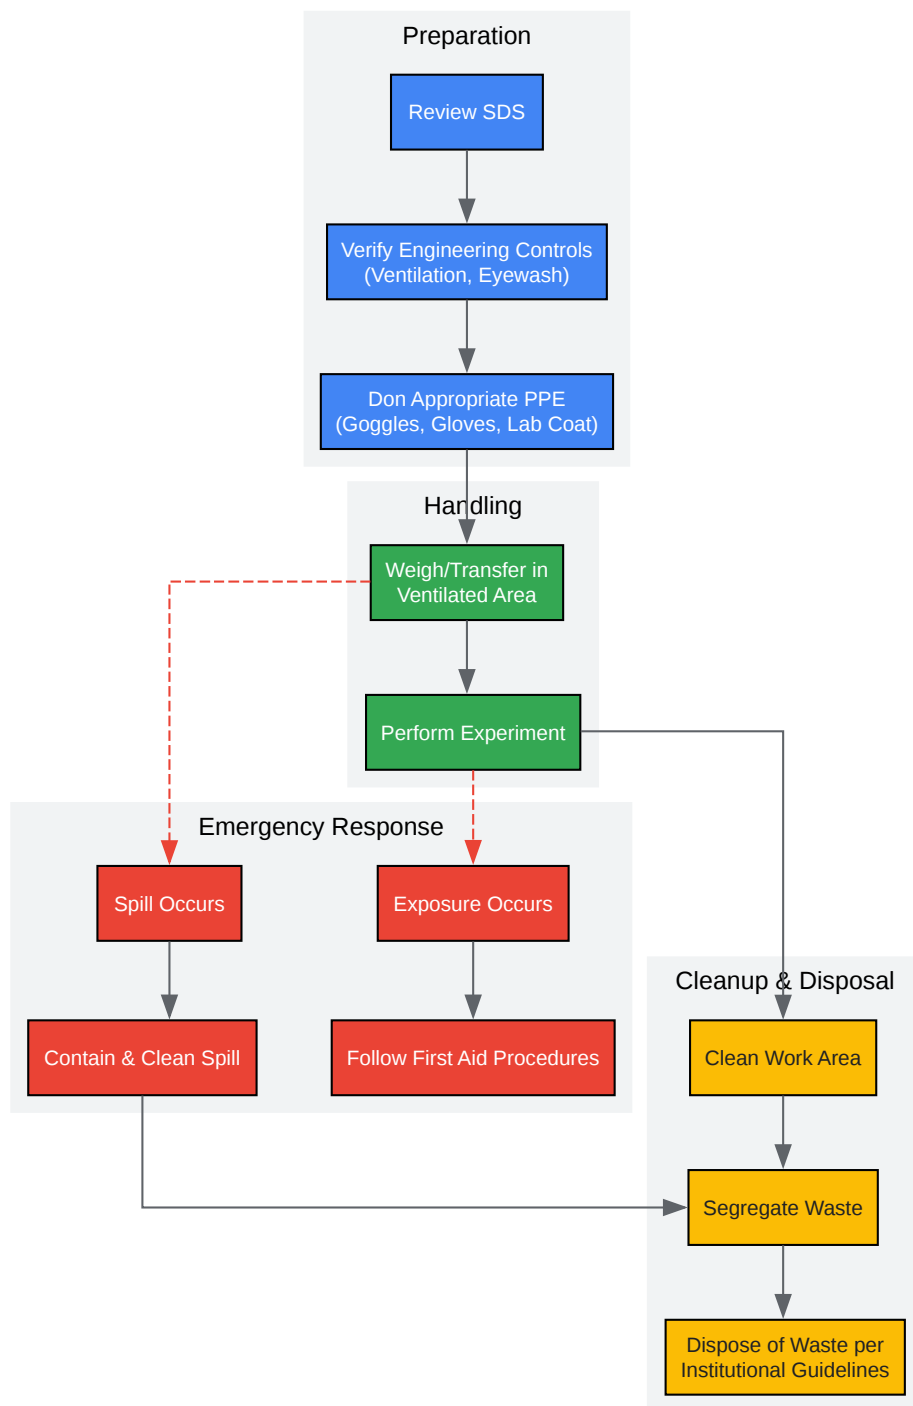 Preparation
Review SDS
Verify Engineering Controls
(Ventilation, Eyewash)
Don Appropriate PPE
(Goggles, Gloves, Lab Coat)
Handling
Weigh/Transfer in
Ventilated Area
Perform Experiment
Emergency Response
Spill Occurs
Exposure Occurs
Contain & Clean Spill
Follow First Aid Procedures
Cleanup & Disposal
Clean Work Area
Segregate Waste
Dispose of Waste per
Institutional Guidelines